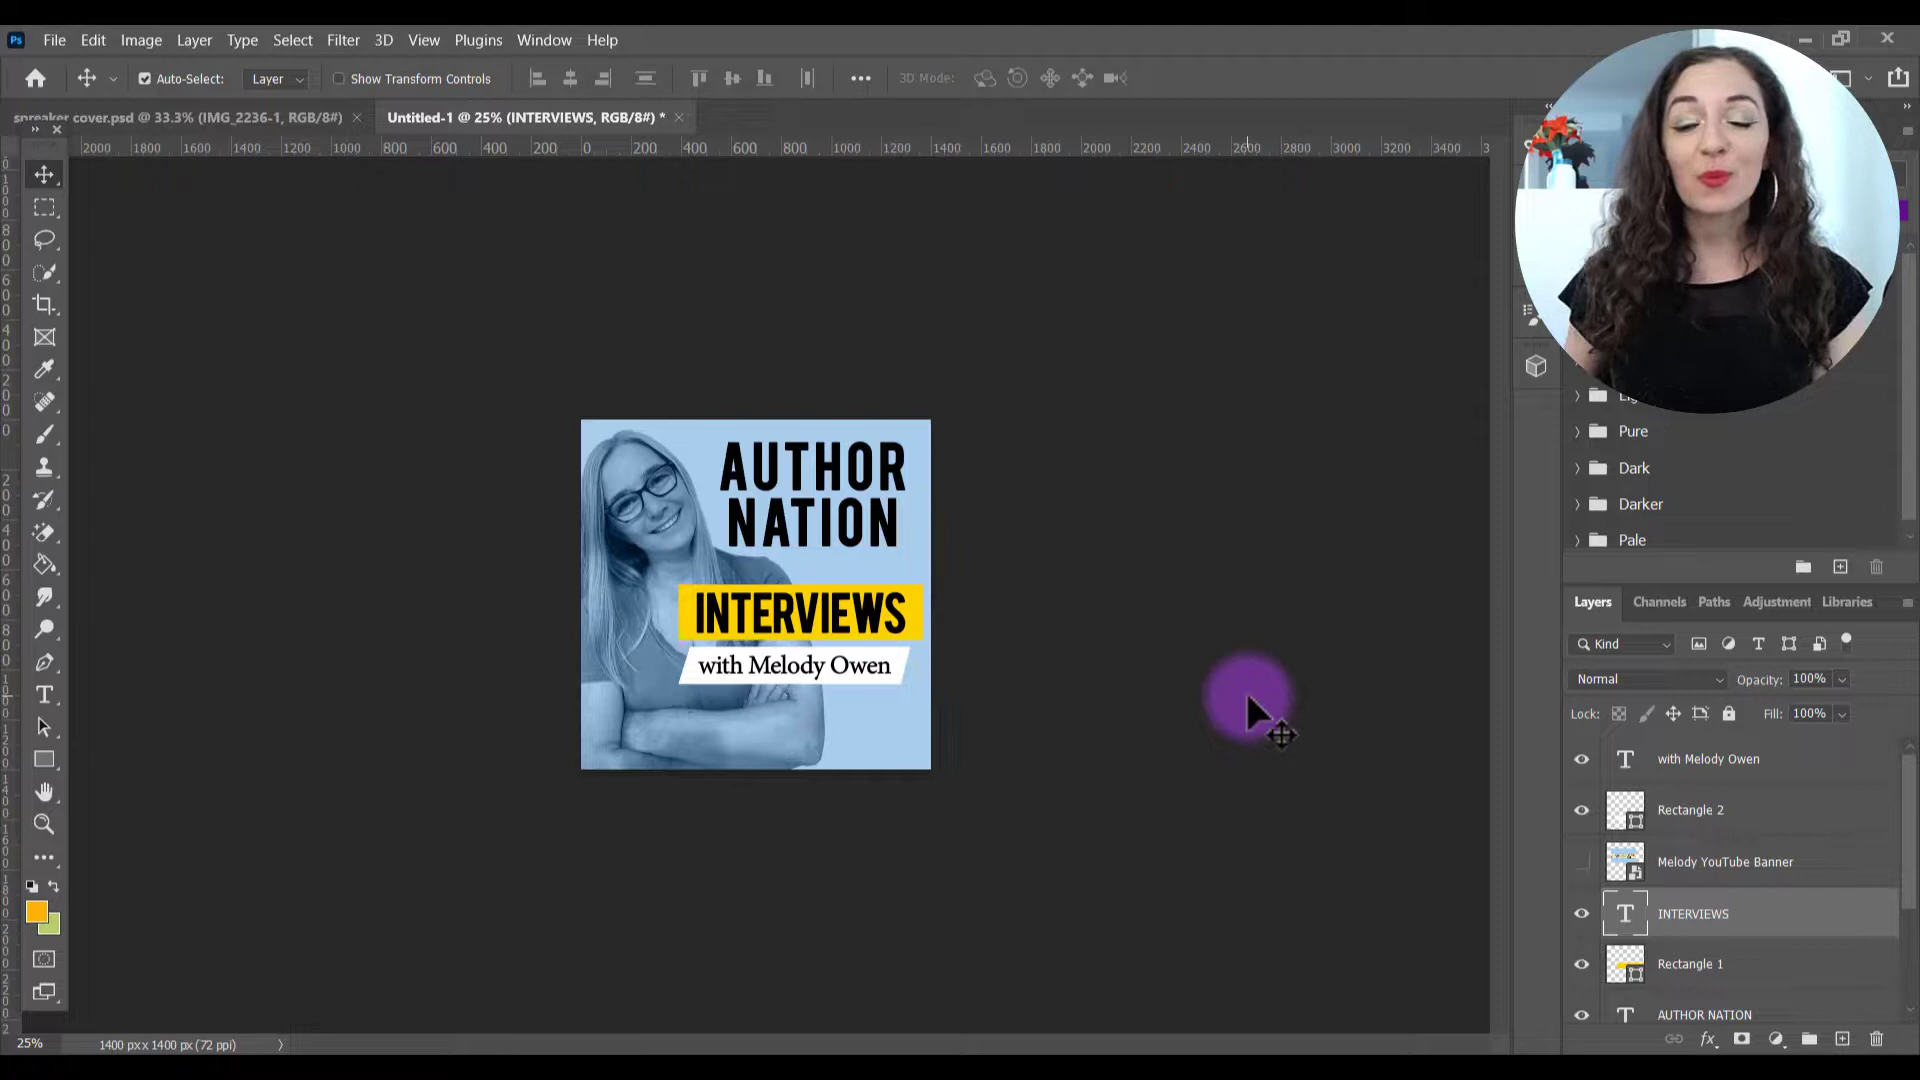 Ps File Edit Image Layer Type Select Filter 3D View Plugins Window Help
Auto-Select: Layer Show Transform Controls 3D Mode:
spreaker cover.psd @ 33.3% (IMG_2236-1, RGB/8#) Untitled-1 @ 25% (INTERVIEWS, RGB/8#) *
2000 1800 1600 1400 1200 1000 800 600 400 200 0 200 400 600 800 1000 1200 1400 1600 1800 2000 2200 2400 2600 2800 3000 3200 3400 3
AUTHOR
NATION
INTERVIEWS
with Melody Owen
Pure
Dark
Darker
Pale
Layers Channels Paths Adjustment Libraries
Kind
Normal Opacity: 100%
Lock: Fill: 100%
with Melody Owen
Rectangle 2
Melody YouTube Banner
INTERVIEWS
Rectangle 1
AUTHOR NATION
25% 1400 px x 1400 px (72 ppi)